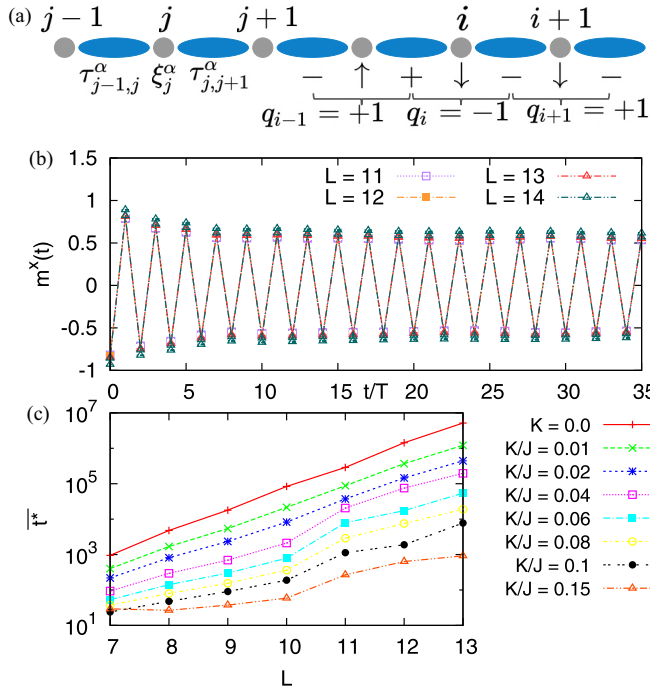 (a)
j − 1 j j + 1 i i + 1
τ^α_{j−1,j} ξ^α_j τ^α_{j,j+1} − ↑ + ↓ − ↓ −
q_{i−1} = +1 q_i = −1 q_{i+1} = +1
(b)
1.5
1
0.5
0
-0.5
-1
m^x(t)
L = 11 L = 13
L = 12 L = 14
0 5 10 15 20 25 30 35
t/T
(c)
10^7
10^5
10^3
10^1
t*
7 8 9 10 11 12 13
L
K = 0.0
K/J = 0.01
K/J = 0.02
K/J = 0.04
K/J = 0.06
K/J = 0.08
K/J = 0.1
K/J = 0.15